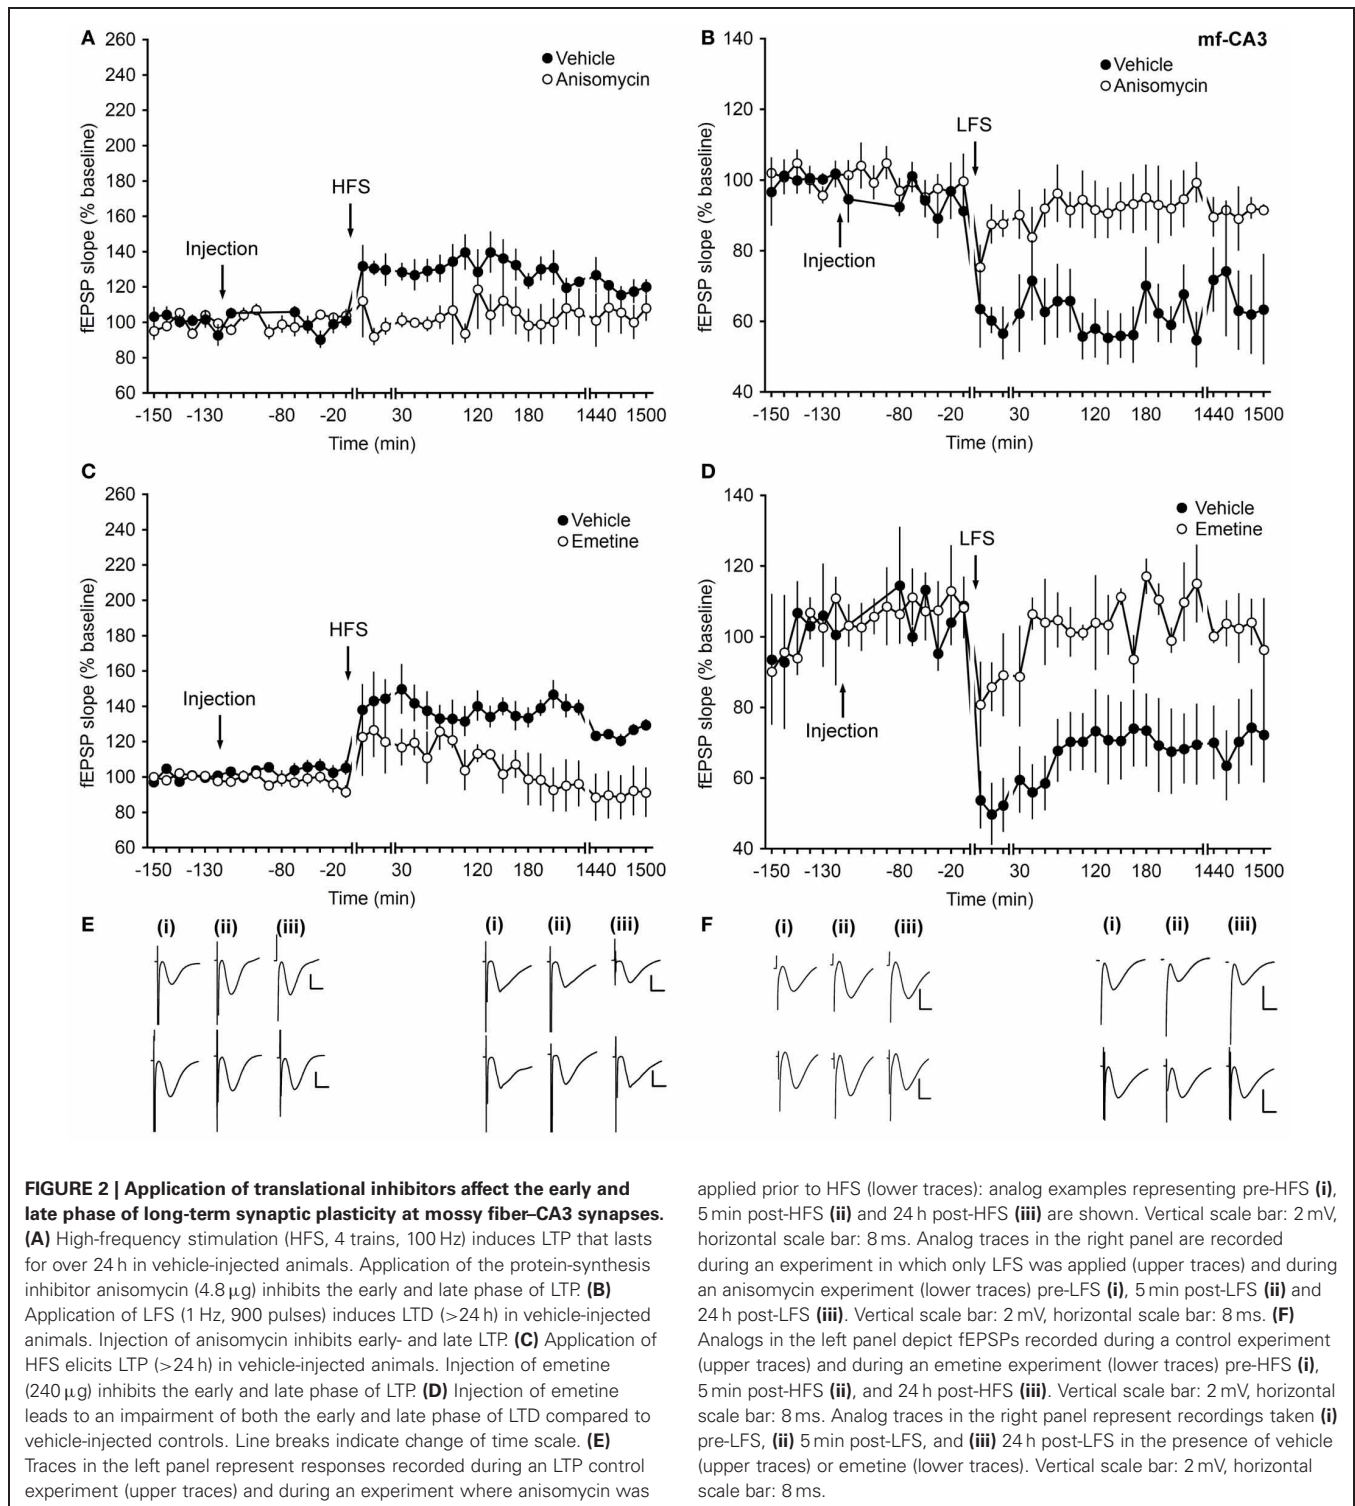 A
260
240
220
200
180
160
140
120
100
80
60
fEPSP slope (% baseline)
Vehicle
Anisomycin
HFS
Injection
-150 -130 -80 -20 30 120 180 1440 1500
Time (min)
B
mf-CA3
140
120
100
80
60
40
fEPSP slope (% baseline)
Vehicle
Anisomycin
LFS
Injection
-150 -130 -80 -20 30 120 180 1440 1500
Time (min)
C
260
240
220
200
180
160
140
120
100
80
60
fEPSP slope (% baseline)
Vehicle
Emetine
HFS
Injection
-150 -130 -80 -20 30 120 180 1440 1500
Time (min)
D
140
120
100
80
60
40
fEPSP slope (% baseline)
Vehicle
Emetine
LFS
Injection
-150 -130 -80 -20 30 120 180 1440 1500
Time (min)
E
(i) (ii) (iii)
(i) (ii) (iii)
F
(i) (ii) (iii)
(i) (ii) (iii)
FIGURE 2 | Application of translational inhibitors affect the early and
late phase of long-term synaptic plasticity at mossy fiber–CA3 synapses.
(A) High-frequency stimulation (HFS, 4 trains, 100 Hz) induces LTP that lasts
for over 24 h in vehicle-injected animals. Application of the protein-synthesis
inhibitor anisomycin (4.8 μg) inhibits the early and late phase of LTP. (B)
Application of LFS (1 Hz, 900 pulses) induces LTD (>24 h) in vehicle-injected
animals. Injection of anisomycin inhibits early- and late LTP. (C) Application of
HFS elicits LTP (>24 h) in vehicle-injected animals. Injection of emetine
(240 μg) inhibits the early and late phase of LTP. (D) Injection of emetine
leads to an impairment of both the early and late phase of LTD compared to
vehicle-injected controls. Line breaks indicate change of time scale. (E)
Traces in the left panel represent responses recorded during an LTP control
experiment (upper traces) and during an experiment where anisomycin was
applied prior to HFS (lower traces): analog examples representing pre-HFS (i),
5 min post-HFS (ii) and 24 h post-HFS (iii) are shown. Vertical scale bar: 2 mV,
horizontal scale bar: 8 ms. Analog traces in the right panel are recorded
during an experiment in which only LFS was applied (upper traces) and during
an anisomycin experiment (lower traces) pre-LFS (i), 5 min post-LFS (ii) and
24 h post-LFS (iii). Vertical scale bar: 2 mV, horizontal scale bar: 8 ms. (F)
Analogs in the left panel depict fEPSPs recorded during a control experiment
(upper traces) and during an emetine experiment (lower traces) pre-HFS (i),
5 min post-HFS (ii), and 24 h post-HFS (iii). Vertical scale bar: 2 mV, horizontal
scale bar: 8 ms. Analog traces in the right panel represent recordings taken (i)
pre-LFS, (ii) 5 min post-LFS, and (iii) 24 h post-LFS in the presence of vehicle
(upper traces) or emetine (lower traces). Vertical scale bar: 2 mV, horizontal
scale bar: 8 ms.